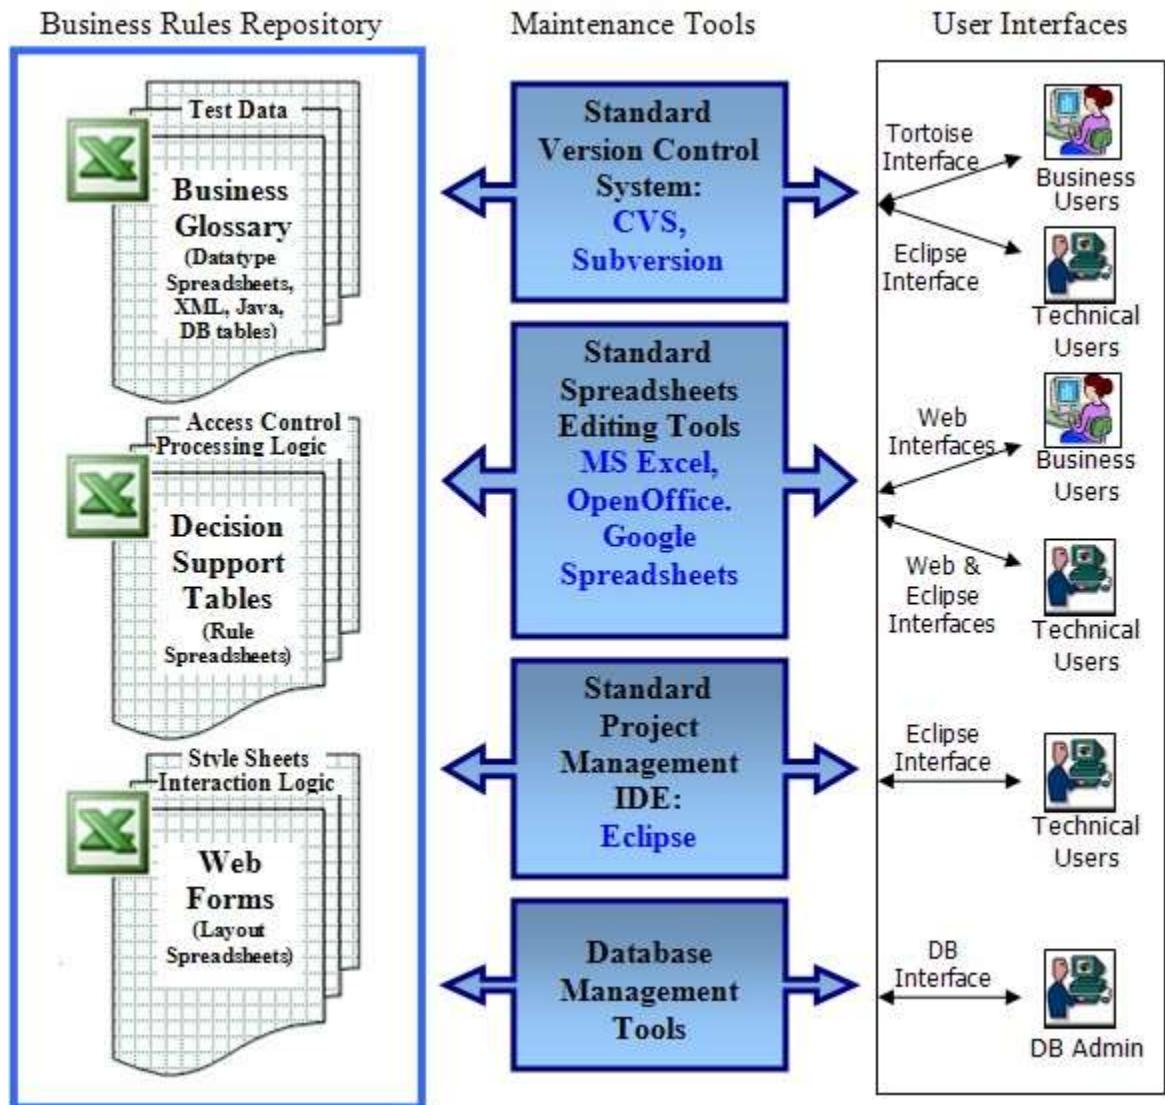 Business Rules Repository
Maintenance Tools
User Interfaces
Test Data
Business
Glossary
(Datatype
Spreadsheets,
XML, Java,
DB tables)
Access Control
Processing Logic
Decision
Support
Tables
(Rule
Spreadsheets)
Style Sheets
Interaction Logic
Web
Forms
(Layout
Spreadsheets)
Standard
Version Control
System:
CVS,
Subversion
Standard
Spreadsheets
Editing Tools
MS Excel,
OpenOffice.
Google
Spreadsheets
Standard
Project
Management
IDE:
Eclipse
Database
Management
Tools
Tortoise
Interface
Business
Users
Eclipse
Interface
Technical
Users
Web
Interfaces
Business
Users
Web &
Eclipse
Interfaces
Technical
Users
Eclipse
Interface
Technical
Users
DB
Interface
DB Admin